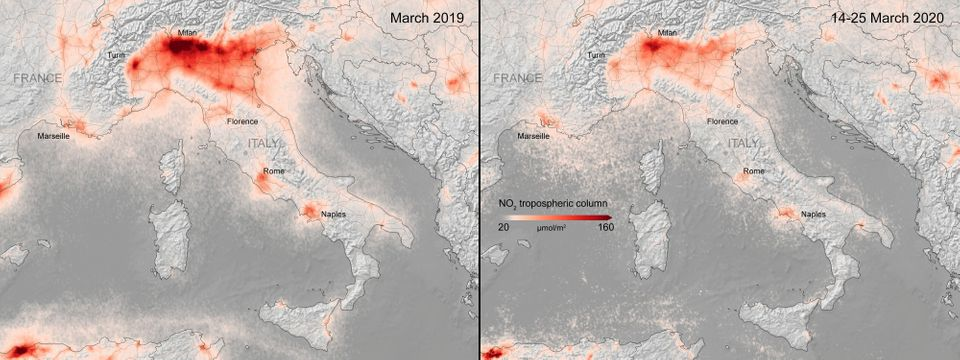 March 2019
Milan
Turin
FRANCE
Marseille
Florence
ITALY
Rome
Naples
14-25 March 2020
Milan
Turin
FRANCE
Marseille
Florence
ITALY
Rome
NO₂ tropospheric column
Naples
20 160
µmol/m²